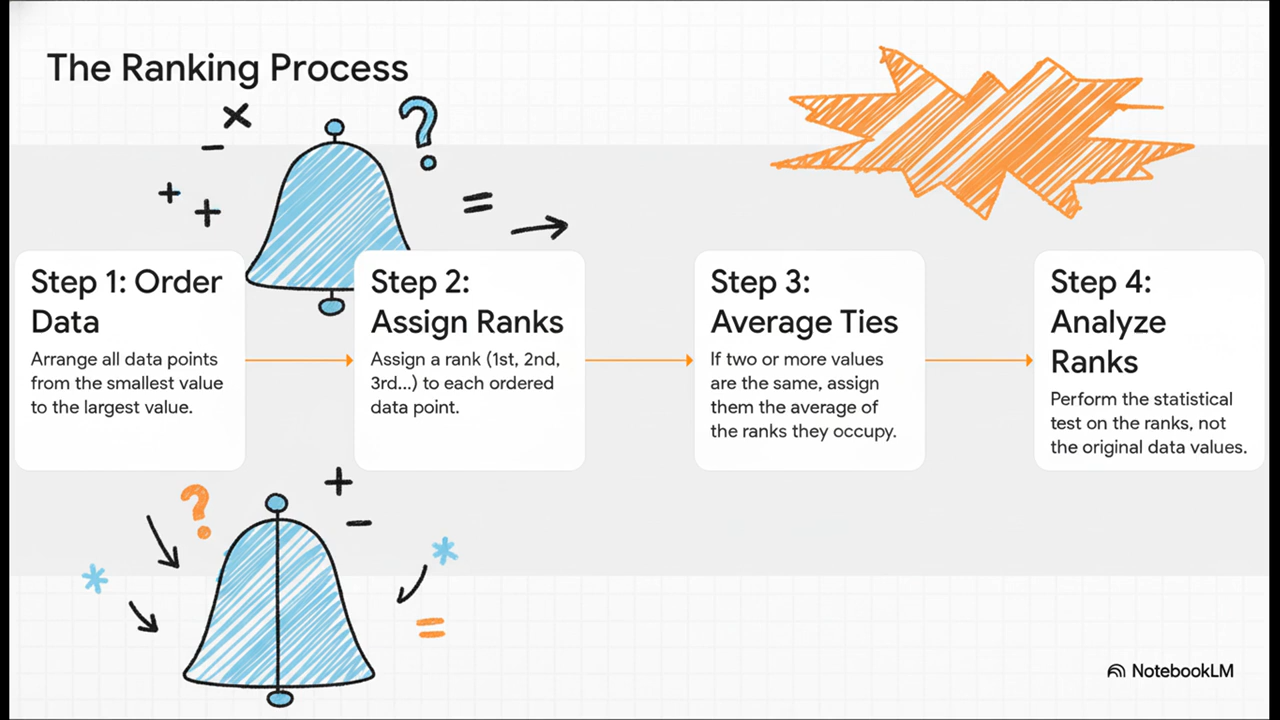 The Ranking Process
Step 1: Order
Data
Arrange all data points
from the smallest value
to the largest value.
Step 2:
Assign Ranks
Assign a rank (1st, 2nd,
3rd...) to each ordered
data point.
Step 3:
Average Ties
If two or more values
are the same, assign
them the average of
the ranks they occupy.
Step 4:
Analyze
Ranks
Perform the statistical
test on the ranks, not
the original data values.
NotebookLM